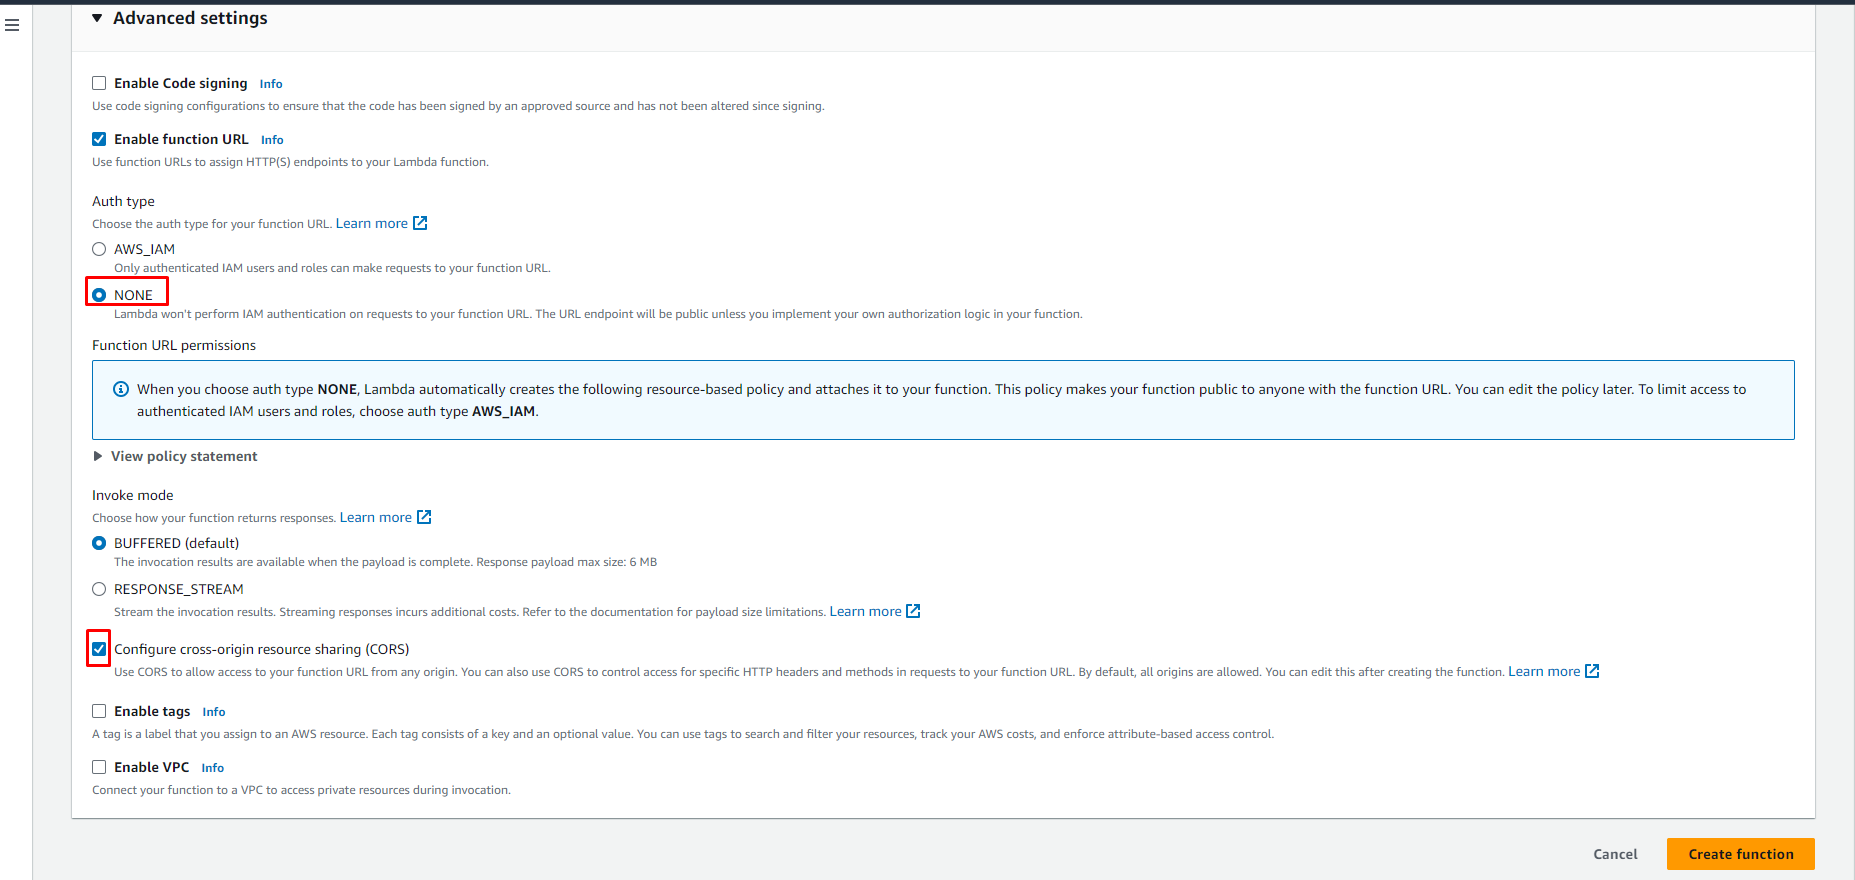 Advanced settings
Enable Code signing Info
Use code signing configurations to ensure that the code has been signed by an approved source and has not been altered since signing.
Enable function URL Info
Use function URLs to assign HTTP(S) endpoints to your Lambda function.
Auth type
Choose the auth type for your function URL. Learn more
AWS_IAM
Only authenticated IAM users and roles can make requests to your function URL.
NONE
Lambda won't perform IAM authentication on requests to your function URL. The URL endpoint will be public unless you implement your own authorization logic in your function.
Function URL permissions
When you choose auth type NONE, Lambda automatically creates the following resource-based policy and attaches it to your function. This policy makes your function public to anyone with the function URL. You can edit the policy later. To limit access to
authenticated IAM users and roles, choose auth type AWS_IAM.
View policy statement
Invoke mode
Choose how your function returns responses. Learn more
BUFFERED (default)
The invocation results are available when the payload is complete. Response payload max size: 6 MB
RESPONSE_STREAM
Stream the invocation results. Streaming responses incurs additional costs. Refer to the documentation for payload size limitations. Learn more
Configure cross-origin resource sharing (CORS)
Use CORS to allow access to your function URL from any origin. You can also use CORS to control access for specific HTTP headers and methods in requests to your function URL. By default, all origins are allowed. You can edit this after creating the function. Learn more
Enable tags Info
A tag is a label that you assign to an AWS resource. Each tag consists of a key and an optional value. You can use tags to search and filter your resources, track your AWS costs, and enforce attribute-based access control.
Enable VPC Info
Connect your function to a VPC to access private resources during invocation.
Cancel Create function